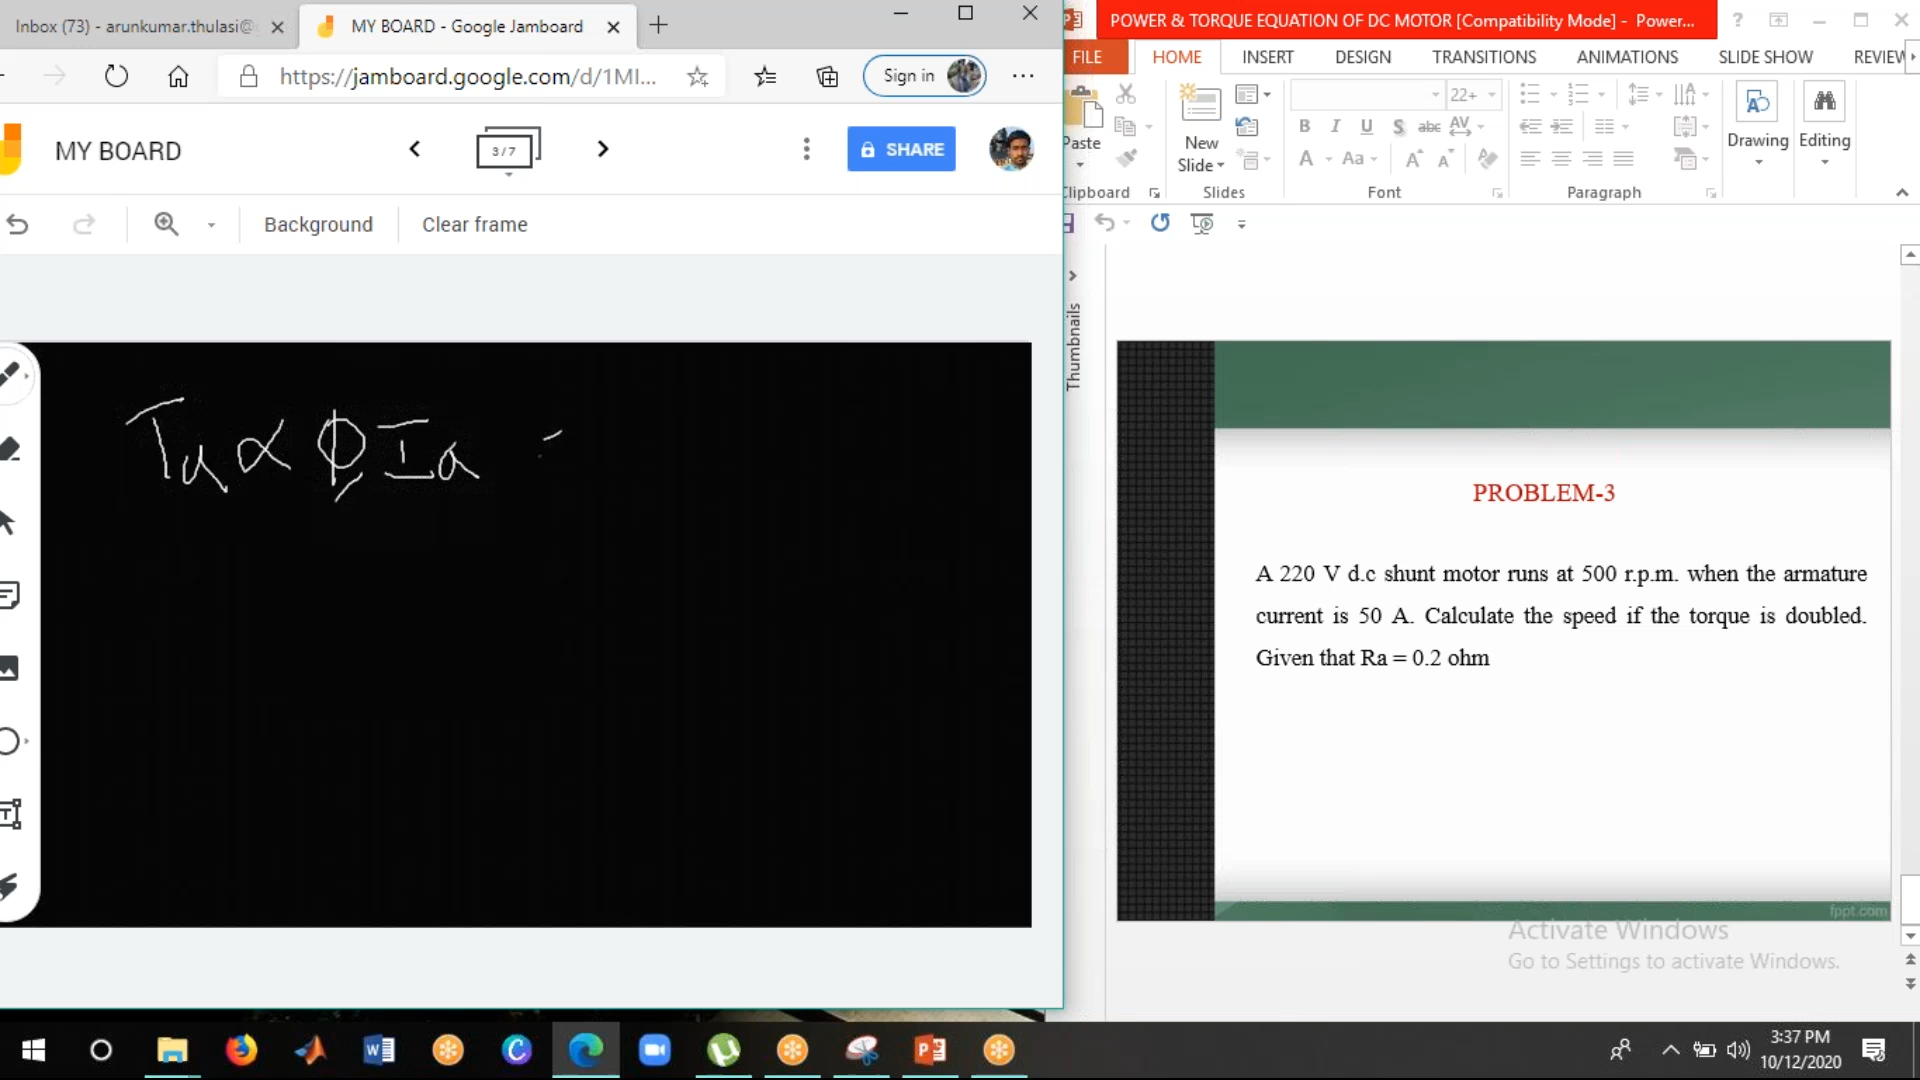 Inbox (73) - arunkumar.thulasi@
MY BOARD - Google Jamboard
POWER & TORQUE EQUATION OF DC MOTOR [Compatibility Mode] - Power...
https://jamboard.google.com/d/1MI...
Sign in
FILE HOME INSERT DESIGN TRANSITIONS ANIMATIONS SLIDE SHOW REVIEW
MY BOARD
3 / 7
SHARE
Paste
New
Slide
22+
B I U S abc AV
A Aa A A
Drawing
Editing
Clipboard
Slides
Font
Paragraph
Background
Clear frame
Thumbnails
Ta ∝ ϕ Ia =
PROBLEM-3
A 220 V d.c shunt motor runs at 500 r.p.m. when the armature
current is 50 A. Calculate the speed if the torque is doubled.
Given that Ra = 0.2 ohm
fppt.com
Activate Windows
Go to Settings to activate Windows.
3:37 PM
10/12/2020